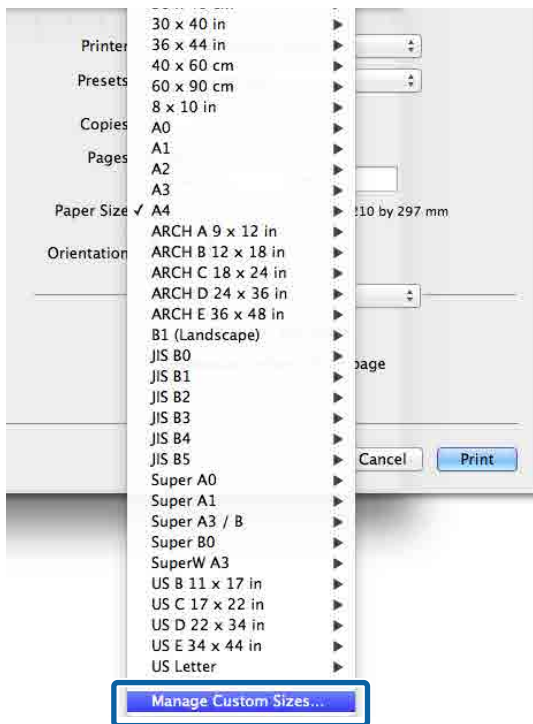 30 x 40 in
Printer 36 x 44 in
40 x 60 cm
Presets 60 x 90 cm
8 x 10 in
Copies A0
A1
Pages A2
A3
Paper Size ✓ A4 210 by 297 mm
ARCH A 9 x 12 in
Orientation ARCH B 12 x 18 in
ARCH C 18 x 24 in
ARCH D 24 x 36 in
ARCH E 36 x 48 in
B1 (Landscape)
JIS B0
JIS B1 page
JIS B2
JIS B3
JIS B4
JIS B5 Cancel Print
Super A0
Super A1
Super A3 / B
Super B0
SuperW A3
US B 11 x 17 in
US C 17 x 22 in
US D 22 x 34 in
US E 34 x 44 in
US Letter
Manage Custom Sizes...